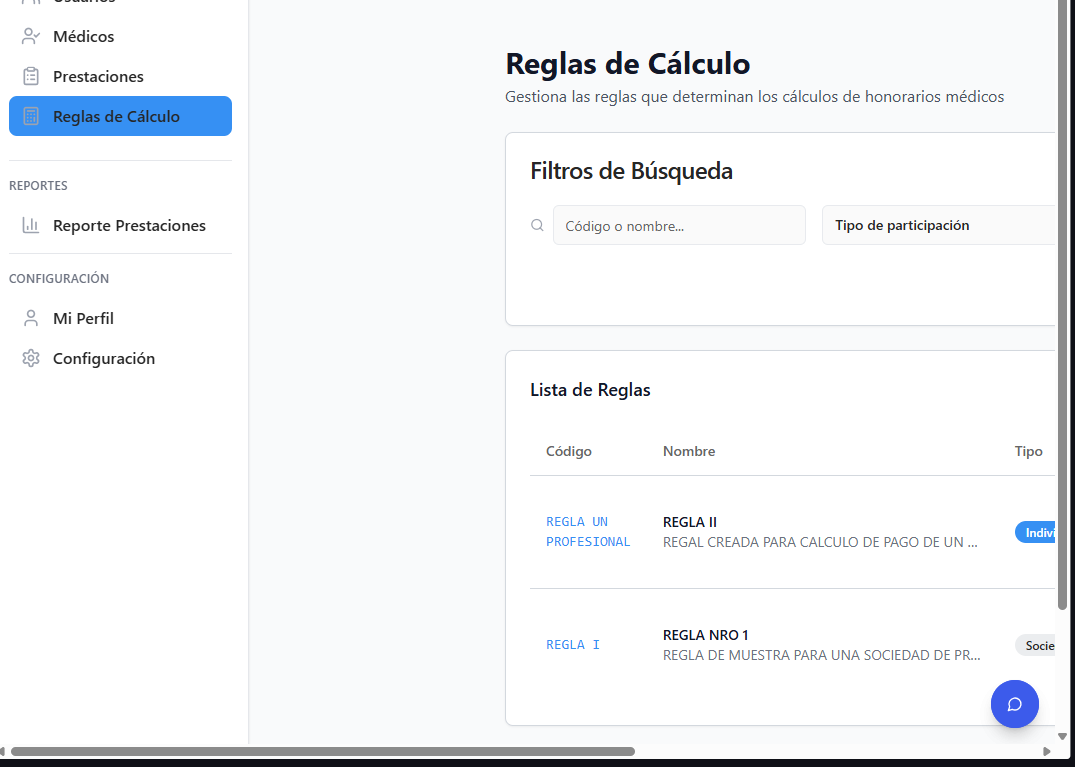 Médicos
Prestaciones
Reglas de Cálculo
REPORTES
Reporte Prestaciones
CONFIGURACIÓN
Mi Perfil
Configuración
Reglas de Cálculo
Gestiona las reglas que determinan los cálculos de honorarios médicos
Filtros de Búsqueda
Código o nombre...
Tipo de participación
Lista de Reglas
Código
Nombre
Tipo
REGLA UN
PROFESIONAL
REGLA II
REGAL CREADA PARA CALCULO DE PAGO DE UN ...
Indivi
REGLA I
REGLA NRO 1
REGLA DE MUESTRA PARA UNA SOCIEDAD DE PR...
Socie